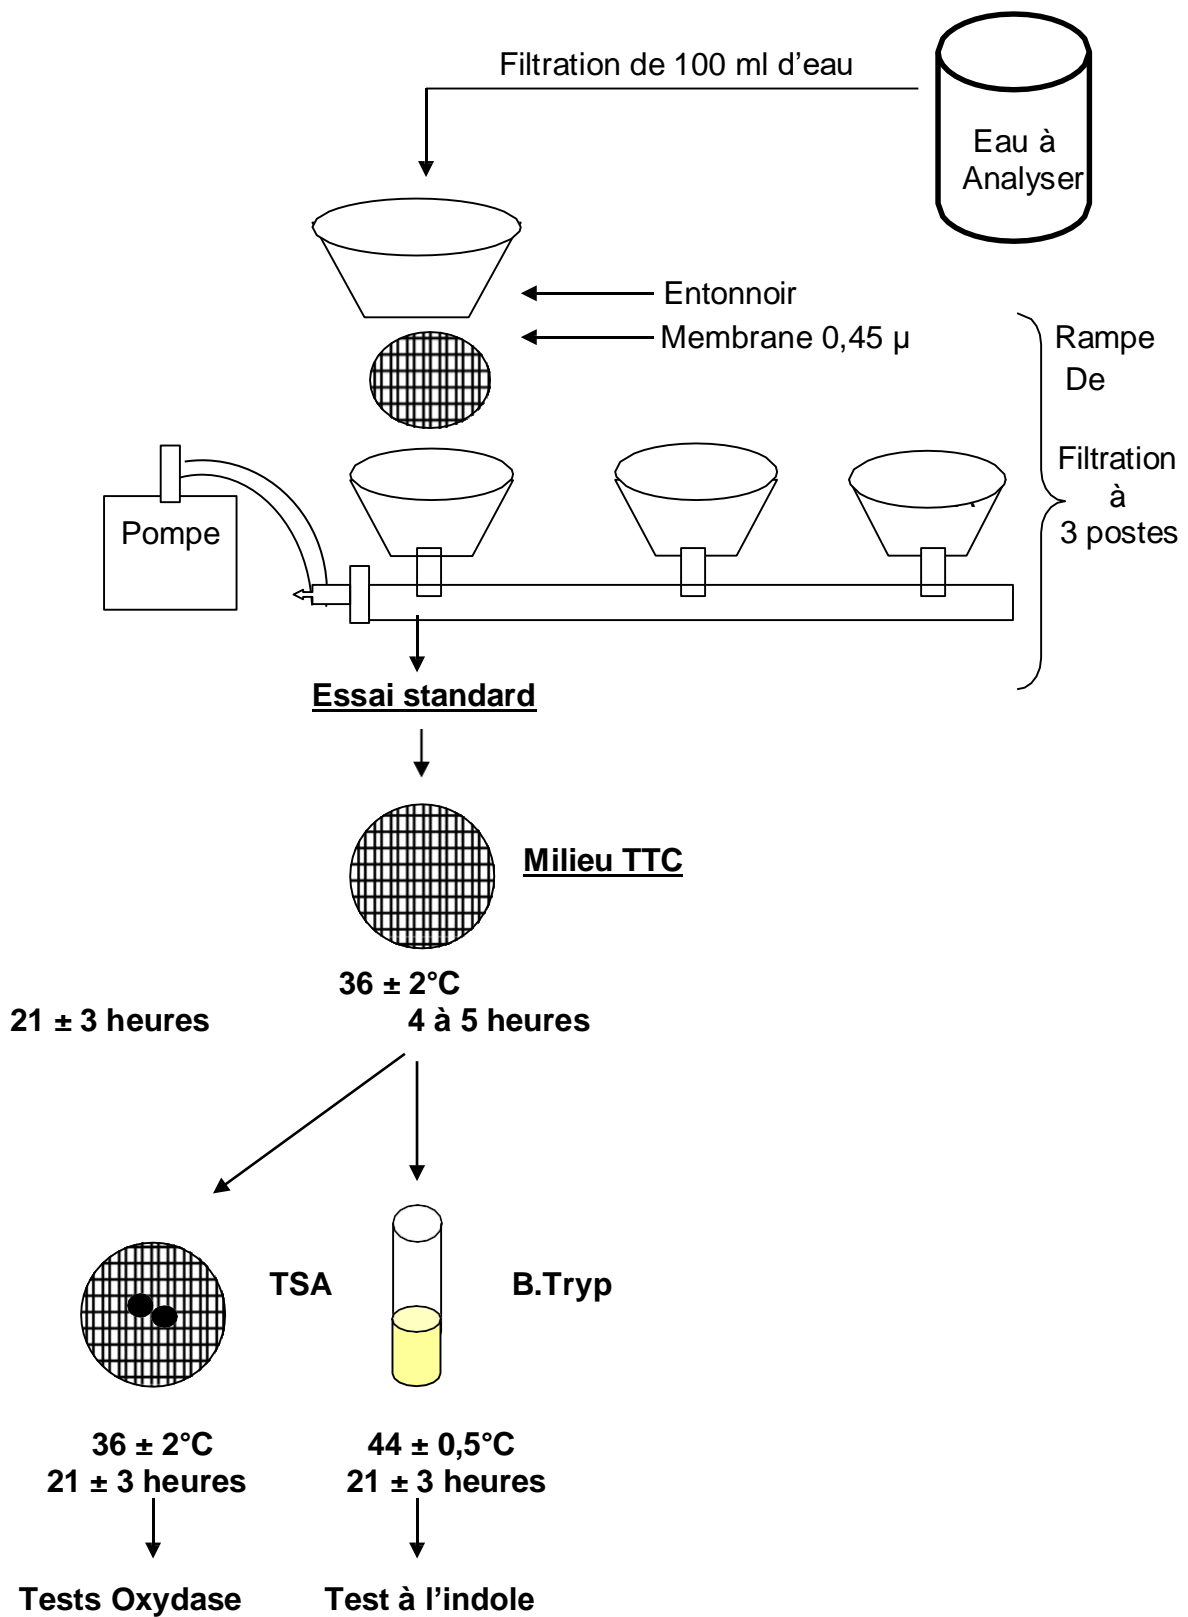 Filtration de 100 ml d'eau
Eau à
Analyser
Entonnoir
Membrane 0,45 µ
Rampe
De
Filtration
à
3 postes
Pompe
Essai standard
Milieu TTC
36 ± 2°C
21 ± 3 heures
4 à 5 heures
TSA
B.Tryp
36 ± 2°C
44 ± 0,5°C
21 ± 3 heures
21 ± 3 heures
Tests Oxydase
Test à l'indole